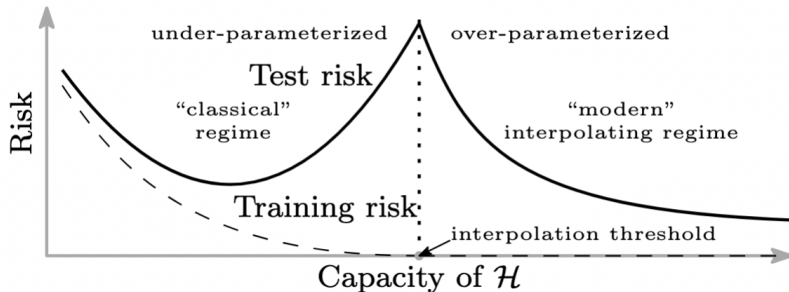 under-parameterized
over-parameterized
Test risk
“classical”
regime
“modern”
interpolating regime
Risk
Training risk
interpolation threshold
Capacity of ℋ